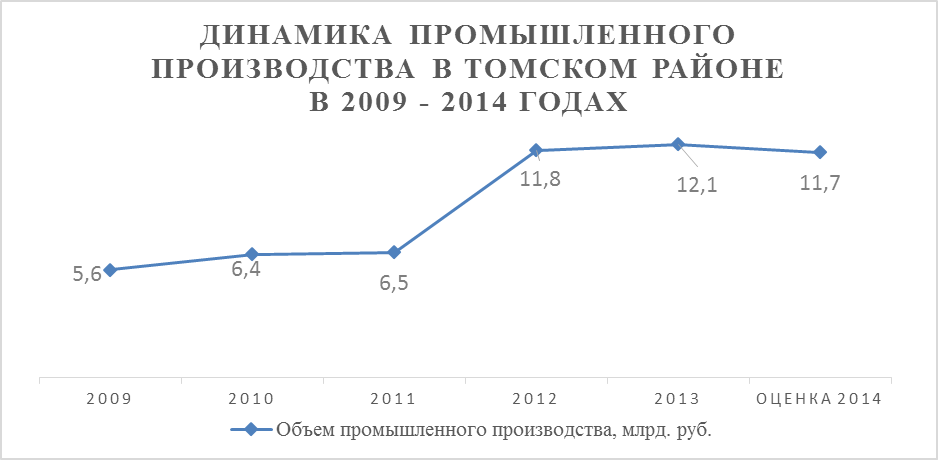 ДИНАМИКА ПРОМЫШЛЕННОГО
ПРОИЗВОДСТВА В ТОМСКОМ РАЙОНЕ
В 2009 - 2014 ГОДАХ
5,6
6,4
6,5
11,8
12,1
11,7
2009 2010 2011 2012 2013 ОЦЕНКА 2014
Объем промышленного производства, млрд. руб.